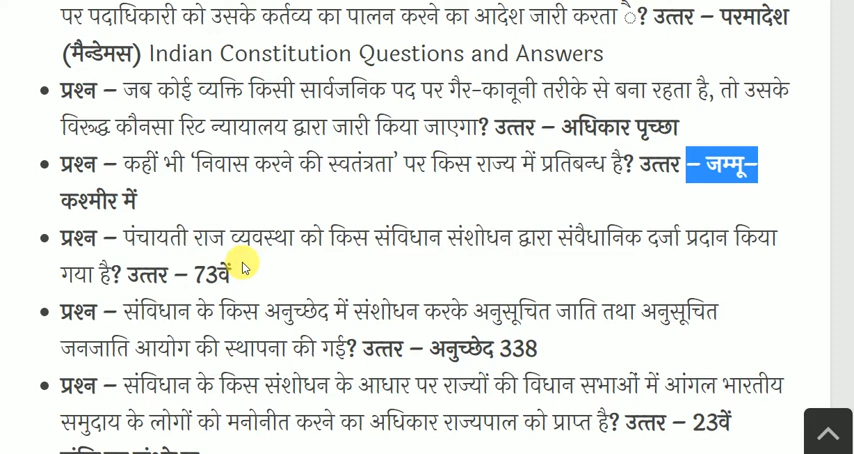 पर पदाधिकारी को उसके कर्तव्य का पालन करने का आदेश जारी करता है? उत्तर – परमादेश
(मैन्डेमस) Indian Constitution Questions and Answers
• प्रश्न – जब कोई व्यक्ति किसी सार्वजनिक पद पर गैर-कानूनी तरीके से बना रहता है, तो उसके
विरुद्ध कौनसा रिट न्यायालय द्वारा जारी किया जाएगा? उत्तर – अधिकार पृच्छा
• प्रश्न – कहीं भी ‘निवास करने की स्वतंत्रता’ पर किस राज्य में प्रतिबन्ध है? उत्तर – जम्मू–
कश्मीर में
• प्रश्न – पंचायती राज व्यवस्था को किस संविधान संशोधन द्वारा संवैधानिक दर्जा प्रदान किया
गया है? उत्तर – 73वें
• प्रश्न – संविधान के किस अनुच्छेद में संशोधन करके अनुसूचित जाति तथा अनुसूचित
जनजाति आयोग की स्थापना की गई? उत्तर – अनुच्छेद 338
• प्रश्न – संविधान के किस संशोधन के आधार पर राज्यों की विधान सभाओं में आंगल भारतीय
समुदाय के लोगों को मनोनीत करने का अधिकार राज्यपाल को प्राप्त है? उत्तर – 23वें